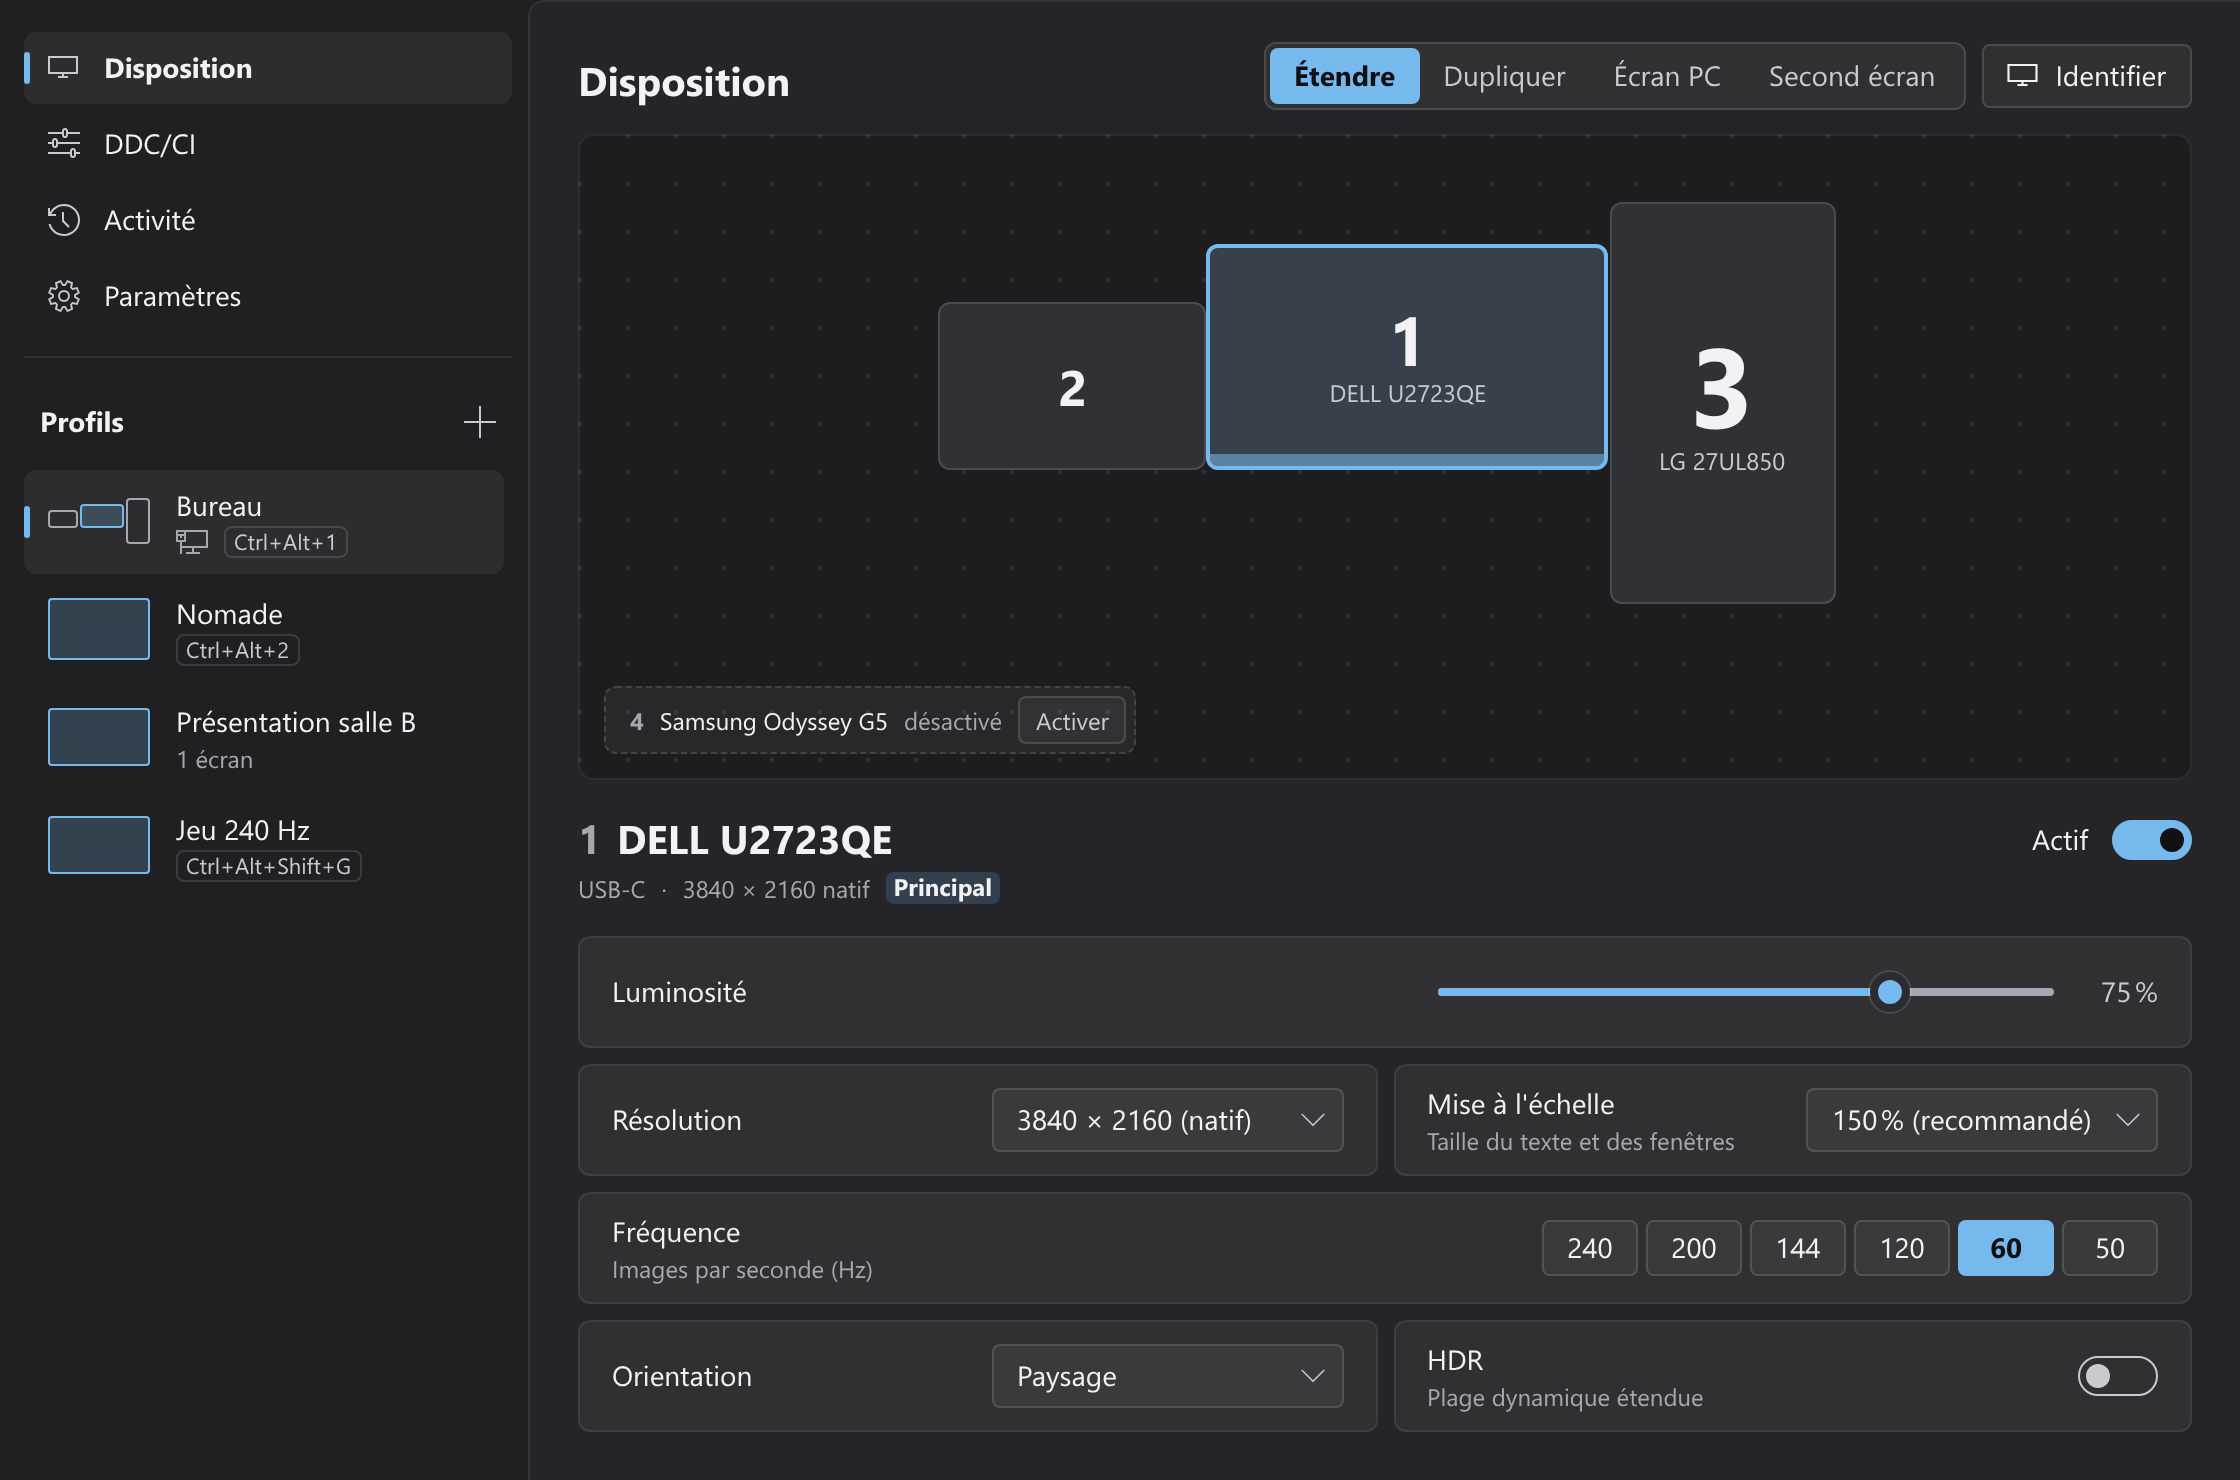 Disposition
DDC/CI
Activité
Paramètres
Profils
Bureau
Ctrl+Alt+1
Nomade
Ctrl+Alt+2
Présentation salle B
1 écran
Jeu 240 Hz
Ctrl+Alt+Shift+G
Disposition
Étendre
Dupliquer
Écran PC
Second écran
Identifier
2
1
DELL U2723QE
3
LG 27UL850
4 Samsung Odyssey G5 désactivé Activer
1 DELL U2723QE
Actif
USB-C · 3840 × 2160 natif Principal
Luminosité
75 %
Résolution
3840 × 2160 (natif)
Mise à l'échelle
Taille du texte et des fenêtres
150 % (recommandé)
Fréquence
Images par seconde (Hz)
240
200
144
120
60
50
Orientation
Paysage
HDR
Plage dynamique étendue